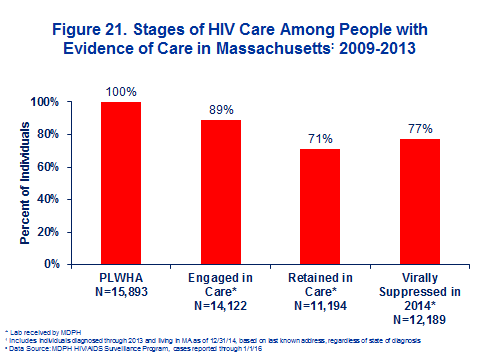 Figure 21. Stages of HIV Care Among People with
Evidence of Care in Massachusetts: 2009-2013
Percent of Individuals
100%
80%
60%
40%
20%
0%
100%
89%
71%
77%
PLWHA
N=15,893
Engaged in
Care*
N=14,122
Retained in
Care*
N=11,194
Virally
Suppressed in
2014*
N=12,189
* Lab received by MDPH
¹ Includes individuals diagnosed through 2013 and living in MA as of 12/31/14, based on last known address, regardless of state of diagnosis
• Data Source: MDPH HIV/AIDS Surveillance Program, cases reported through 1/1/16